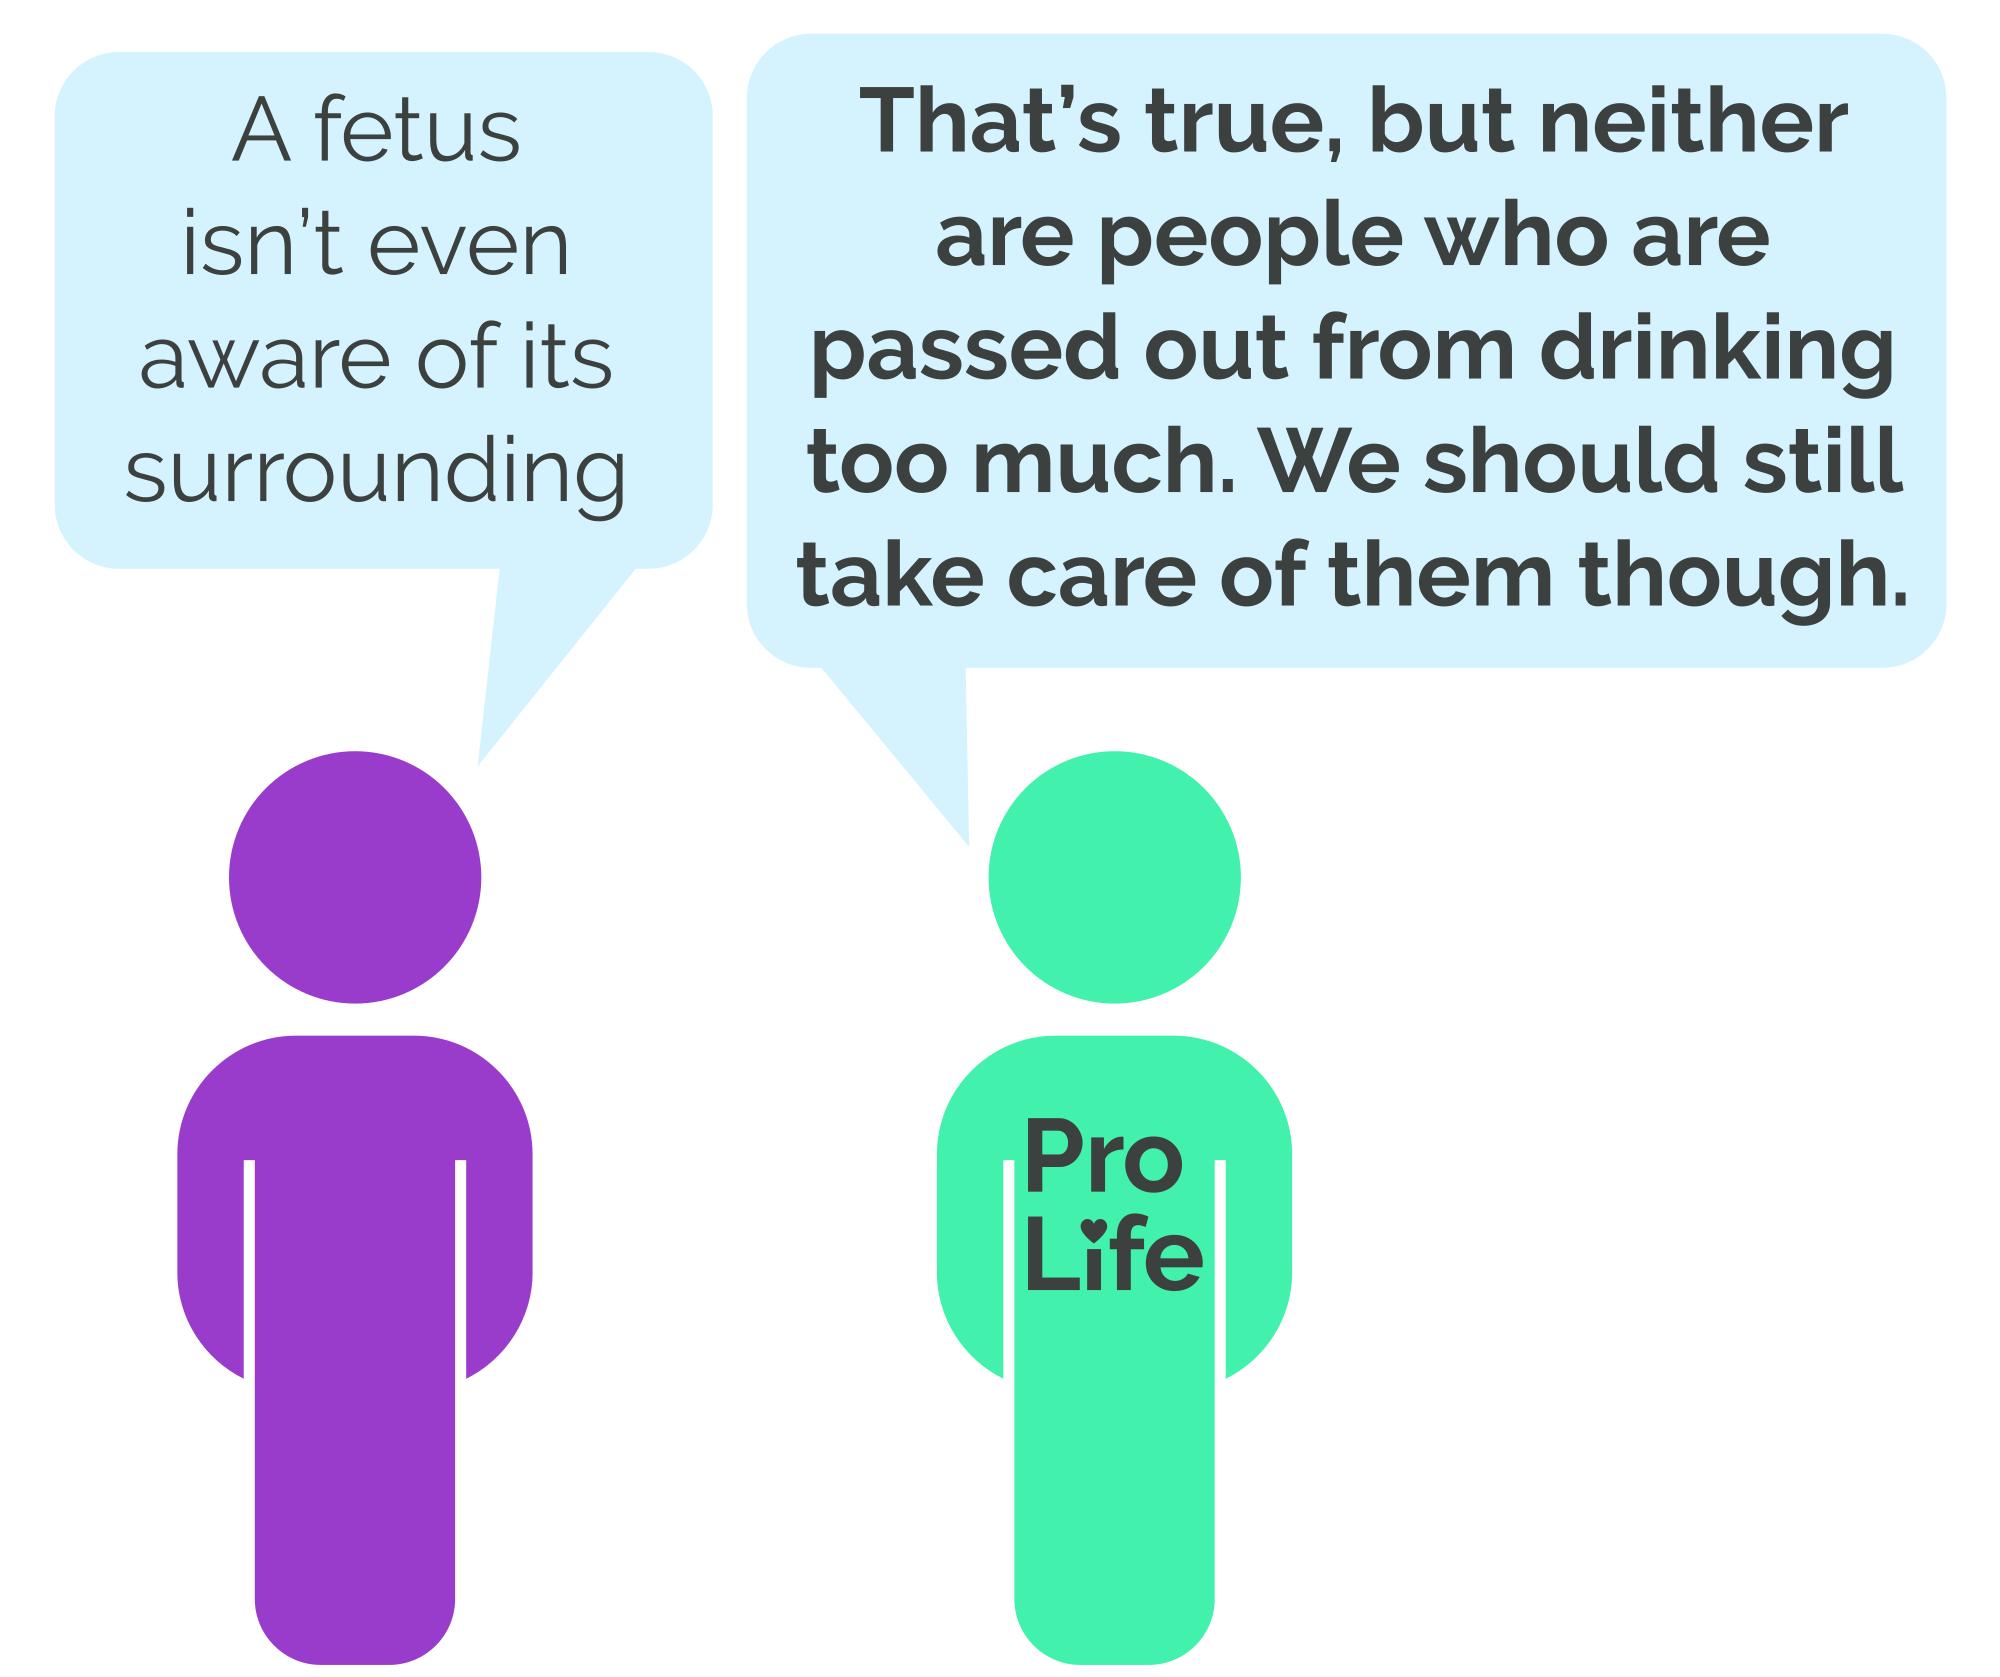 A fetus
isn’t even
aware of its
surrounding
That’s true, but neither
are people who are
passed out from drinking
too much. We should still
take care of them though.
Pro
Life